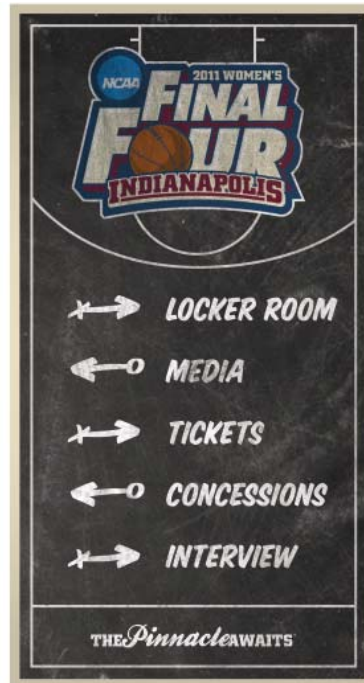 NCAA
2011 WOMEN'S
FINAL
FOUR
INDIANAPOLIS
LOCKER ROOM
MEDIA
TICKETS
CONCESSIONS
INTERVIEW
THE Pinnacle AWAITS